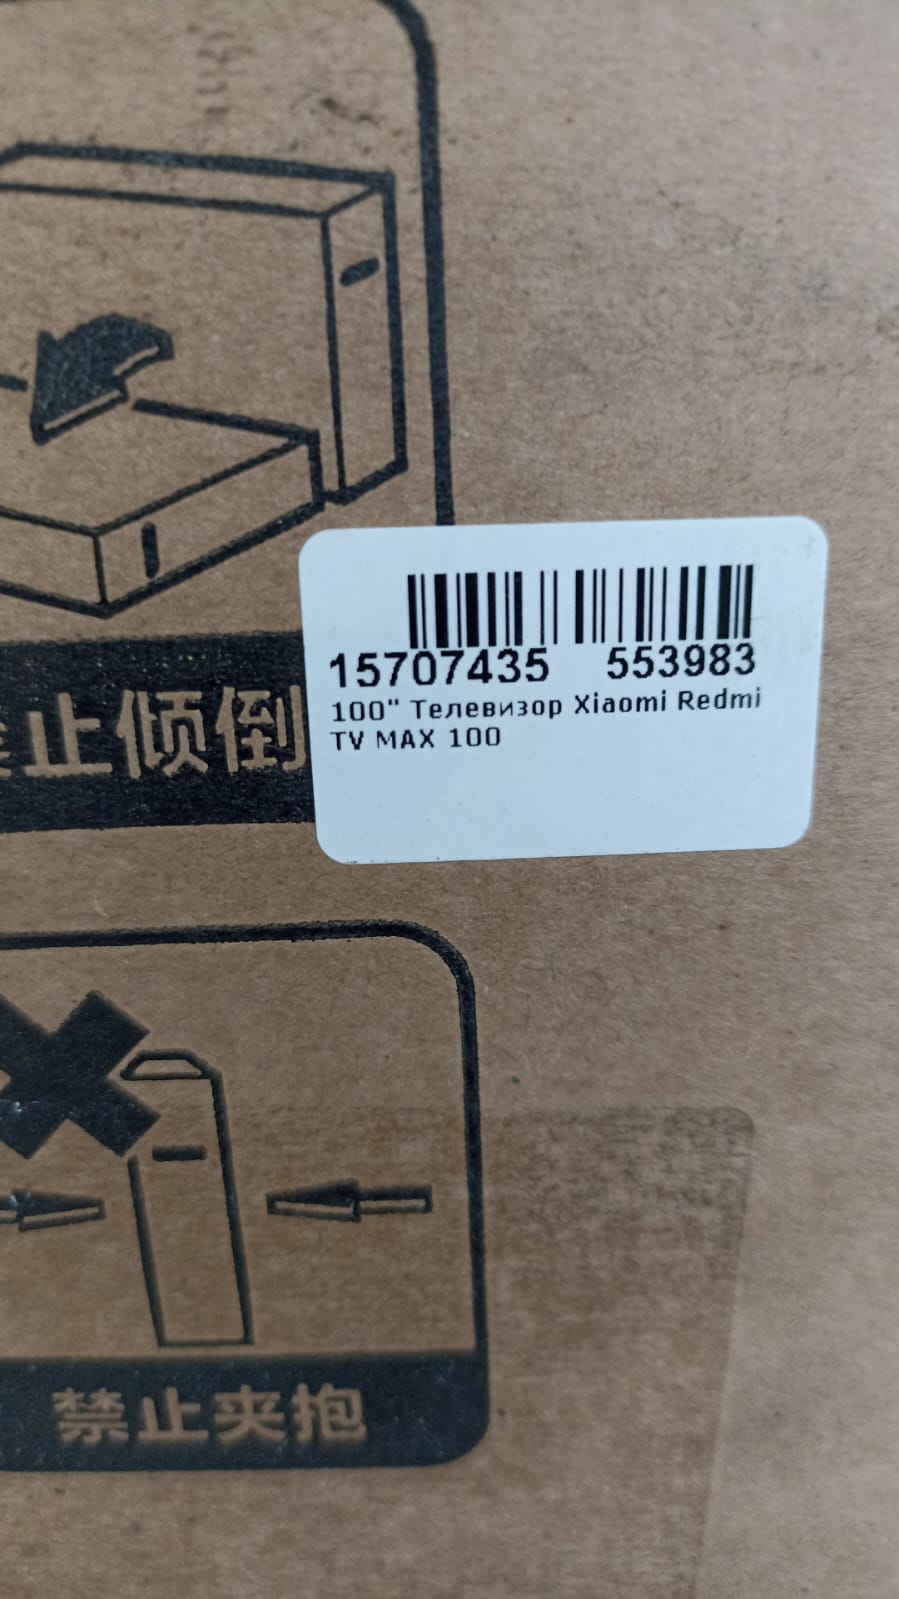 15707435 553983
100" Телевизор Xiaomi Redmi
TV MAX 100
止倾倒
禁止夹抱